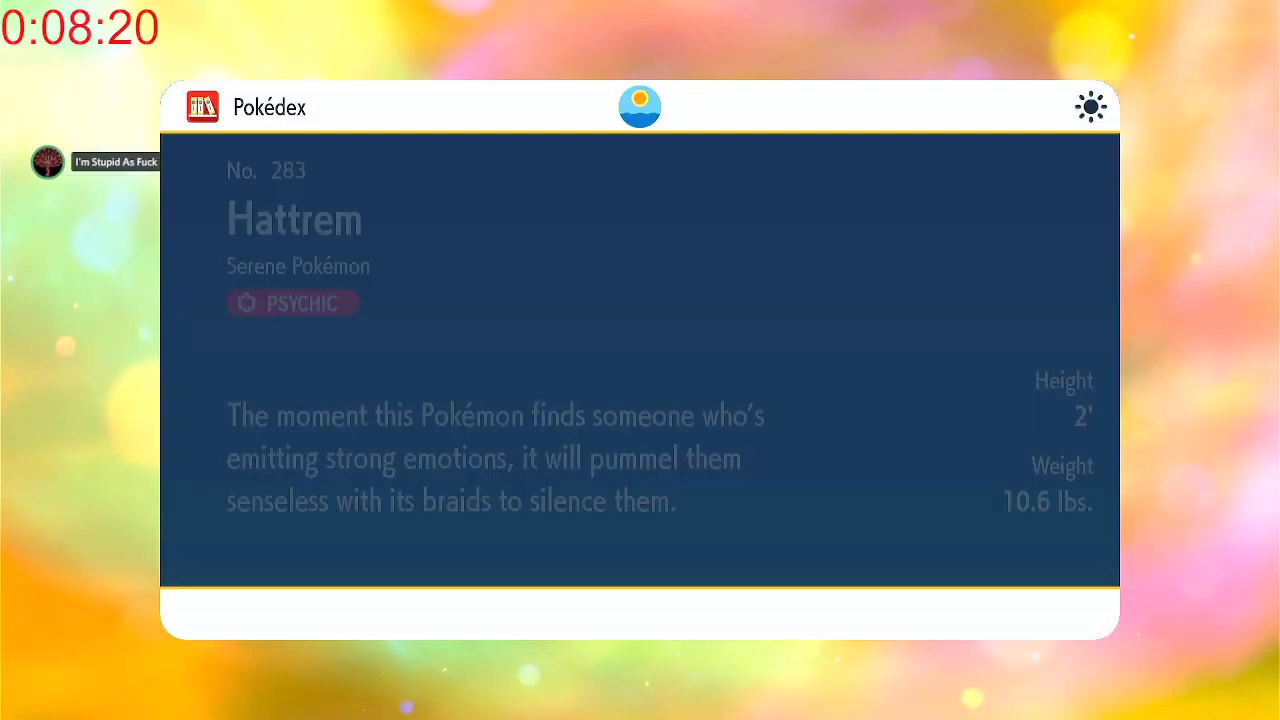 0:08:20
Pokédex
I'm Stupid As Fuck
No. 283
Hattrem
Serene Pokémon
PSYCHIC
The moment this Pokémon finds someone who's
emitting strong emotions, it will pummel them
senseless with its braids to silence them.
Height
2'
Weight
10.6 lbs.